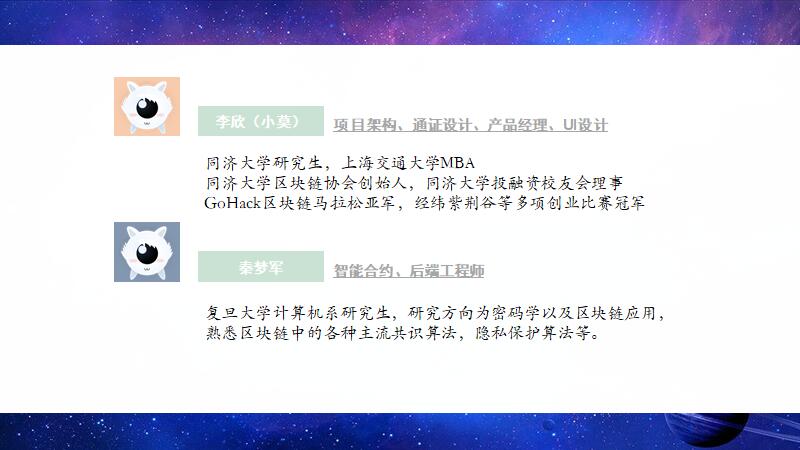 李欣（小莫）
项目架构、通证设计、产品经理、UI设计
同济大学研究生，上海交通大学MBA
同济大学区块链协会创始人，同济大学投融资校友会理事
GoHack区块链马拉松亚军，经纬紫荆谷等多项创业比赛冠军
秦梦军
智能合约、后端工程师
复旦大学计算机系研究生，研究方向为密码学以及区块链应用，
熟悉区块链中的各种主流共识算法，隐私保护算法等。